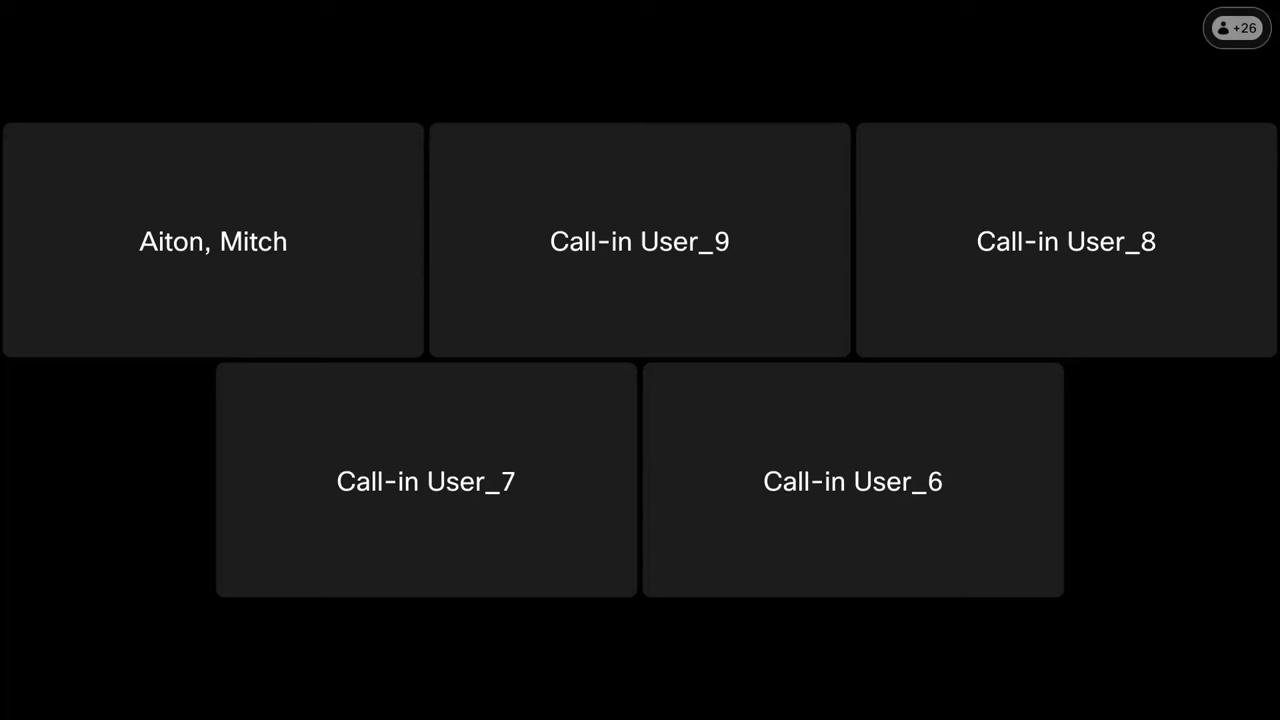 +26
Aiton, Mitch
Call-in User_9
Call-in User_8
Call-in User_7
Call-in User_6